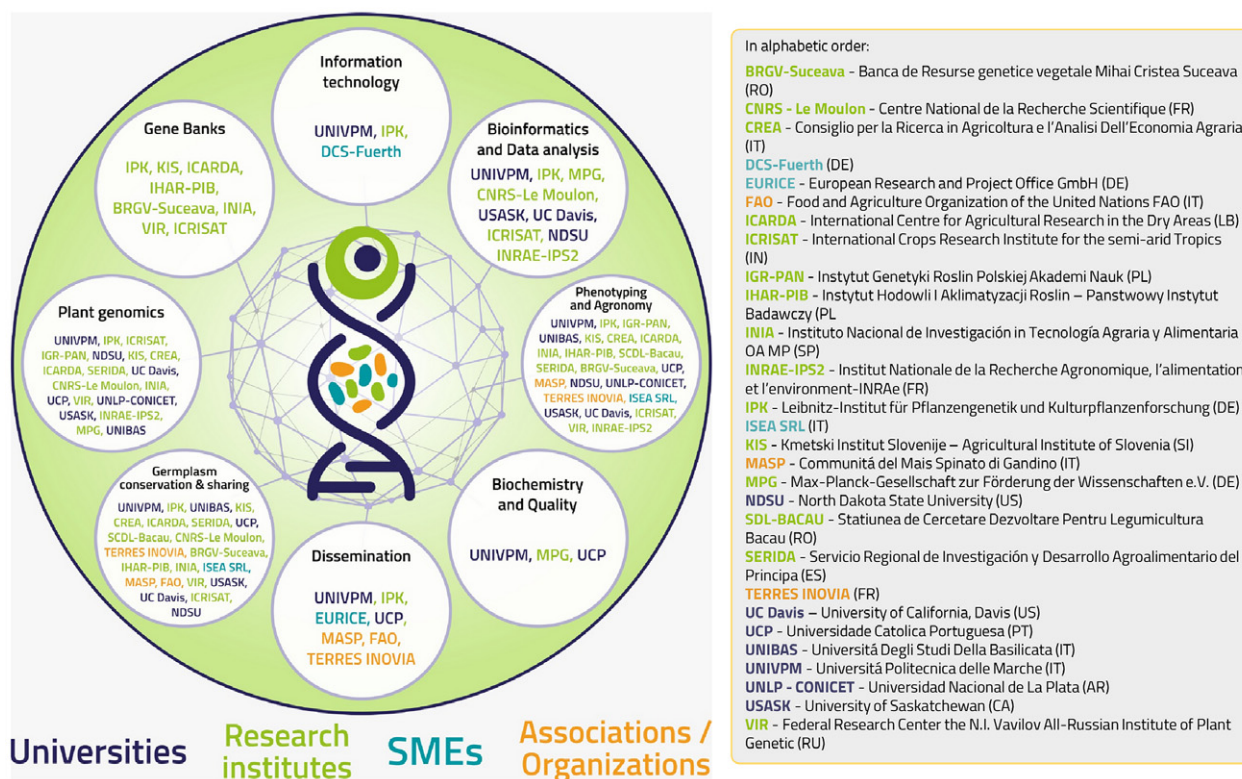 Information
technology
UNIVPM, IPK,
DCS-Fuerth
Gene Banks
IPK, KIS, ICARDA,
IHAR-PIB,
BRGV-Suceava, INIA,
VIR, ICRISAT
Bioinformatics
and Data analysis
UNIVPM, IPK, MPG,
CNRS-Le Moulon,
USASK, UC Davis,
ICRISAT, NDSU
INRAE-IPS2
Plant genomics
UNIVPM, IPK, ICRISAT,
IGR-PAN, NDSU, KIS, CREA,
ICARDA, SERIDA, UC Davis,
CNRS-Le Moulon, INIA,
UCP, VIR, UNLP-CONICET,
USASK, INRAE-IPS2,
MPG, UNIBAS
Phenotyping
and Agronomy
UNIVPM, IPK, IGR-PAN,
UNIBAS, KIS, CREA, ICARDA,
INIA, IHAR-PIB, SCDL-Bacau,
SERIDA, BRGV-Suceava, UCP,
MASP, NDSU, UNLP-CONICET,
TERRES INOVIA, ISEA SRL,
USASK, UC Davis, ICRISAT,
VIR, INRAE-IPS2
Germplasm
conservation & sharing
UNIVPM, IPK, UNIBAS, KIS,
CREA, ICARDA, SERIDA, UCP,
SCDL-Bacau, CNRS-Le Moulon,
TERRES INOVIA, BRGV-Suceava,
IHAR-PIB, INIA, ISEA SRL,
MASP, FAO, VIR, USASK,
UC Davis, ICRISAT,
NDSU
Dissemination
UNIVPM, IPK,
EURICE, UCP,
MASP, FAO,
TERRES INOVIA
Biochemistry
and Quality
UNIVPM, MPG, UCP
Universities
Research
institutes
SMEs
Associations /
Organizations
In alphabetic order:
BRGV-Suceava - Banca de Resurse genetice vegetale Mihai Cristea Suceava
(RO)
CNRS - Le Moulon - Centre National de la Recherche Scientifique (FR)
CREA - Consiglio per la Ricerca in Agricoltura e l'Analisi Dell'Economia Agraria
(IT)
DCS-Fuerth (DE)
EURICE - European Research and Project Office GmbH (DE)
FAO - Food and Agriculture Organization of the United Nations FAO (IT)
ICARDA - International Centre for Agricultural Research in the Dry Areas (LB)
ICRISAT - International Crops Research Institute for the semi-arid Tropics
(IN)
IGR-PAN - Instytut Genetyki Roslin Polskiej Akademi Nauk (PL)
IHAR-PIB - Instytut Hodowli I Aklimatyzacji Roslin – Panstwowy Instytut
Badawczy (PL
INIA - Instituto Nacional de Investigación in Tecnología Agraria y Alimentaria
OA MP (SP)
INRAE-IPS2 - Institut Nationale de la Recherche Agronomique, l'alimentation
et l'environment-INRAe (FR)
IPK - Leibnitz-Institut für Pflanzengenetik und Kulturpflanzenforschung (DE)
ISEA SRL (IT)
KIS - Kmetski Institut Slovenije – Agricultural Institute of Slovenia (SI)
MASP - Communitá del Mais Spinato di Gandino (IT)
MPG - Max-Planck-Gesellschaft zur Förderung der Wissenschaften e.V. (DE)
NDSU - North Dakota State University (US)
SDL-BACAU - Statiunea de Cercetare Dezvoltare Pentru Legumicultura
Bacau (RO)
SERIDA - Servicio Regional de Investigación y Desarrollo Agroalimentario del
Principa (ES)
TERRES INOVIA (FR)
UC Davis – University of California, Davis (US)
UCP - Universidade Catolica Portuguesa (PT)
UNIBAS - Universitá Degli Studi Della Basilicata (IT)
UNIVPM - Universitá Politecnica delle Marche (IT)
UNLP - CONICET - Universidad Nacional de La Plata (AR)
USASK - University of Saskatchewan (CA)
VIR - Federal Research Center the N.I. Vavilov All-Russian Institute of Plant
Genetic (RU)